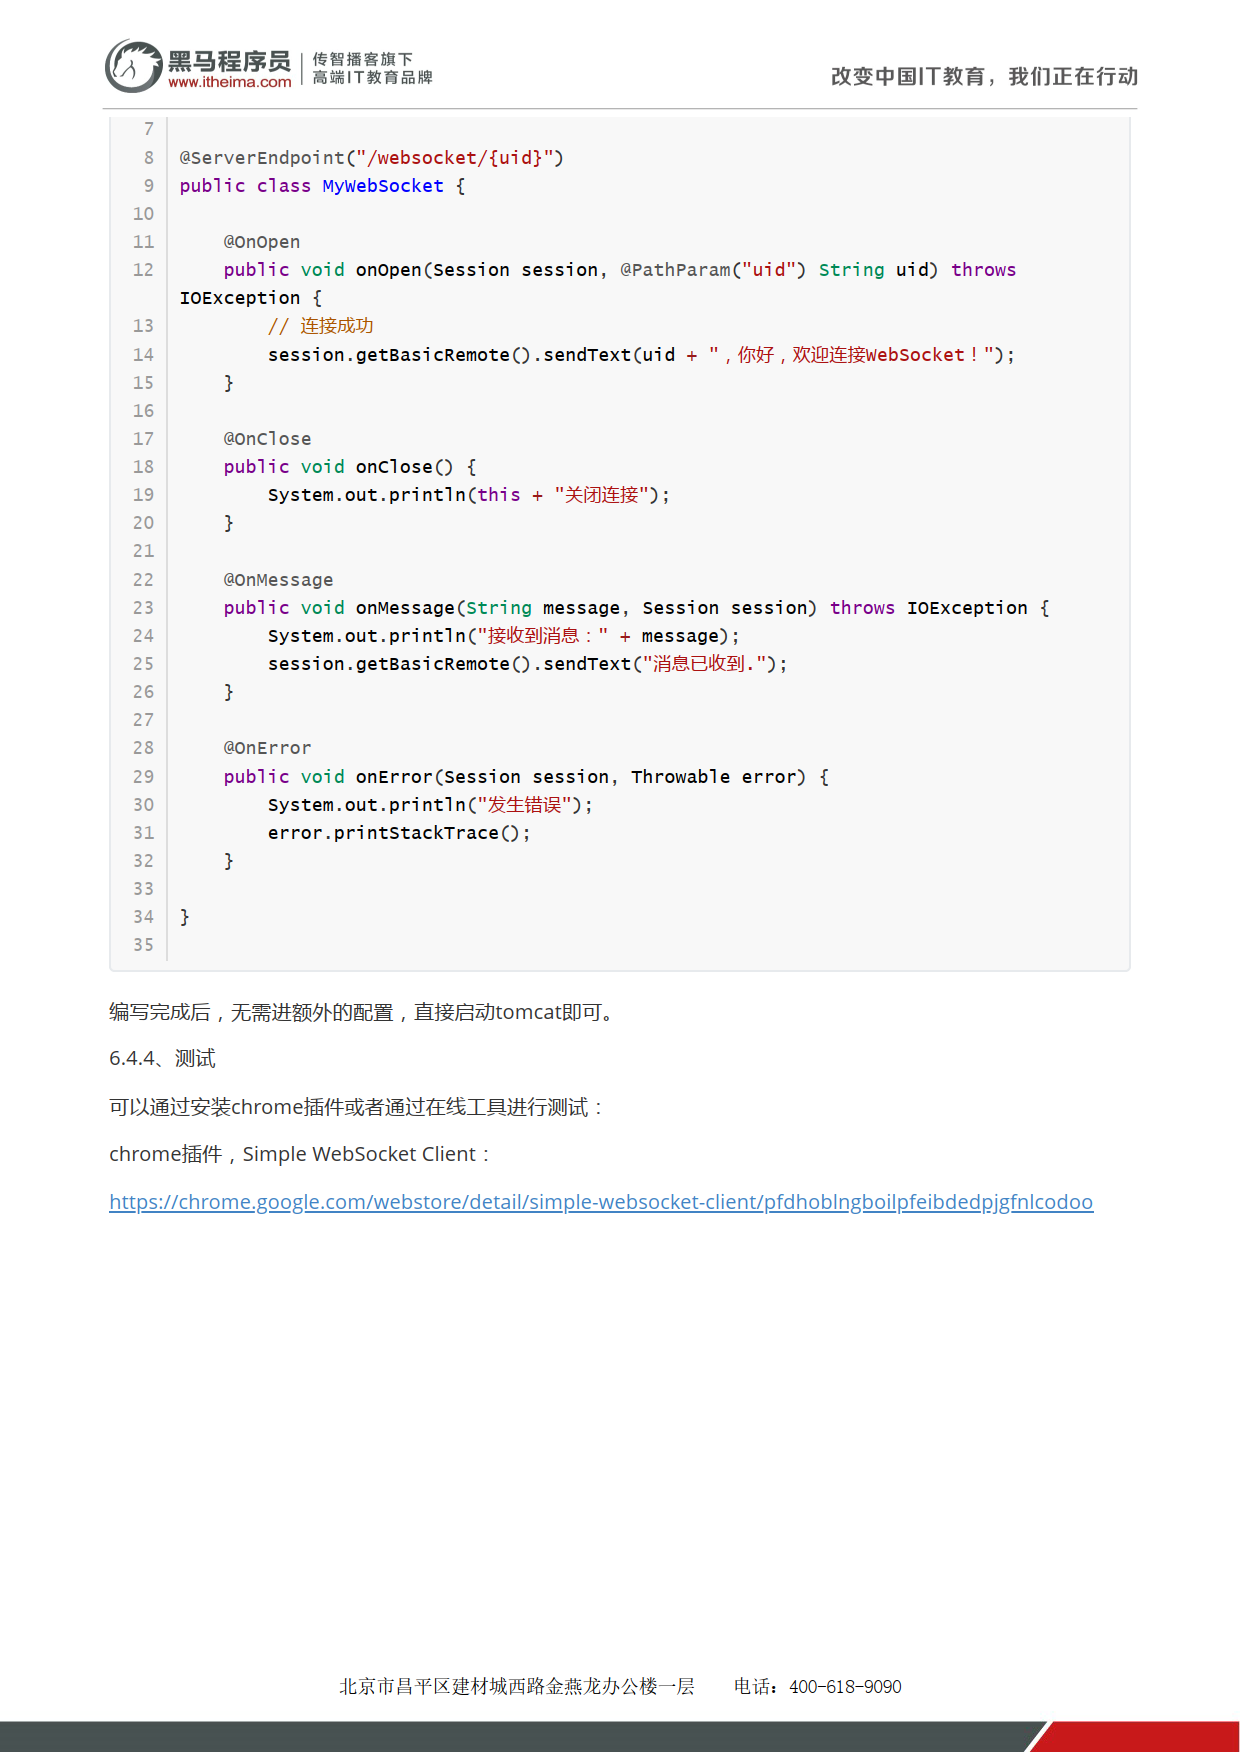 黑马程序员
www.itheima.com
传智播客旗下
高端IT教育品牌
改变中国IT教育，我们正在行动
7
8 @ServerEndpoint("/websocket/{uid}")
9 public class MyWebSocket {
10
11     @OnOpen
12     public void onOpen(Session session, @PathParam("uid") String uid) throws
IOException {
13         // 连接成功
14         session.getBasicRemote().sendText(uid + "，你好，欢迎连接WebSocket！");
15     }
16
17     @OnClose
18     public void onClose() {
19         System.out.println(this + "关闭连接");
20     }
21
22     @OnMessage
23     public void onMessage(String message, Session session) throws IOException {
24         System.out.println("接收到消息：" + message);
25         session.getBasicRemote().sendText("消息已收到.");
26     }
27
28     @OnError
29     public void onError(Session session, Throwable error) {
30         System.out.println("发生错误");
31         error.printStackTrace();
32     }
33
34 }
35
编写完成后，无需进额外的配置，直接启动tomcat即可。
6.4.4、测试
可以通过安装chrome插件或者通过在线工具进行测试：
chrome插件，Simple WebSocket Client：
https://chrome.google.com/webstore/detail/simple-websocket-client/pfdhoblngboilpfeibdedpjgfnlcodoo
北京市昌平区建材城西路金燕龙办公楼一层 电话：400-618-9090